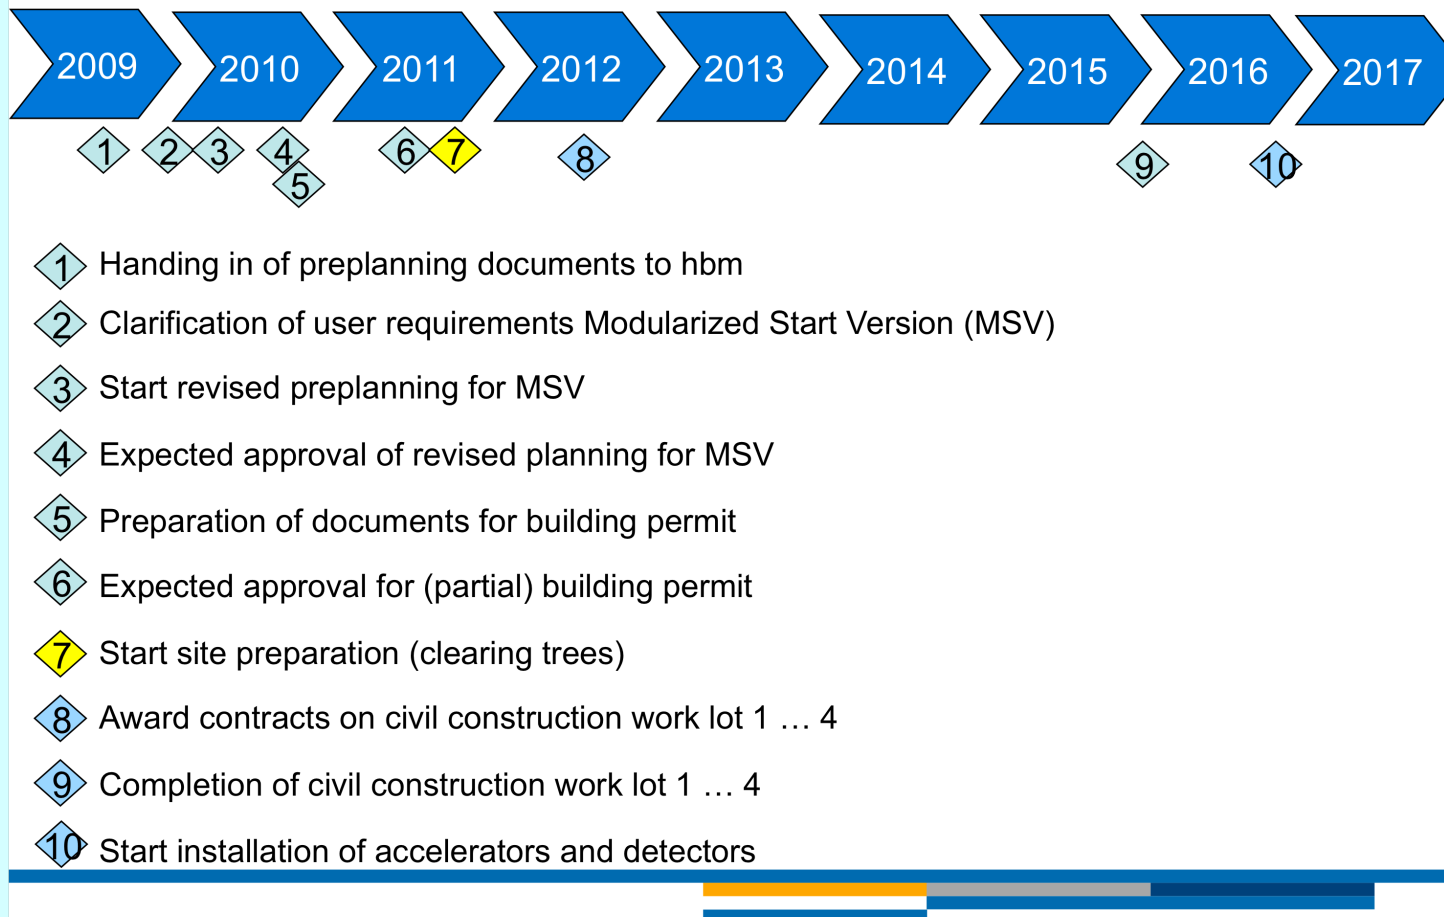 2009 2010 2011 2012 2013 2014 2015 2016 2017
1 2 3 4 5 6 7 8 9 10
1 Handing in of preplanning documents to hbm
2 Clarification of user requirements Modularized Start Version (MSV)
3 Start revised preplanning for MSV
4 Expected approval of revised planning for MSV
5 Preparation of documents for building permit
6 Expected approval for (partial) building permit
7 Start site preparation (clearing trees)
8 Award contracts on civil construction work lot 1 … 4
9 Completion of civil construction work lot 1 … 4
10 Start installation of accelerators and detectors